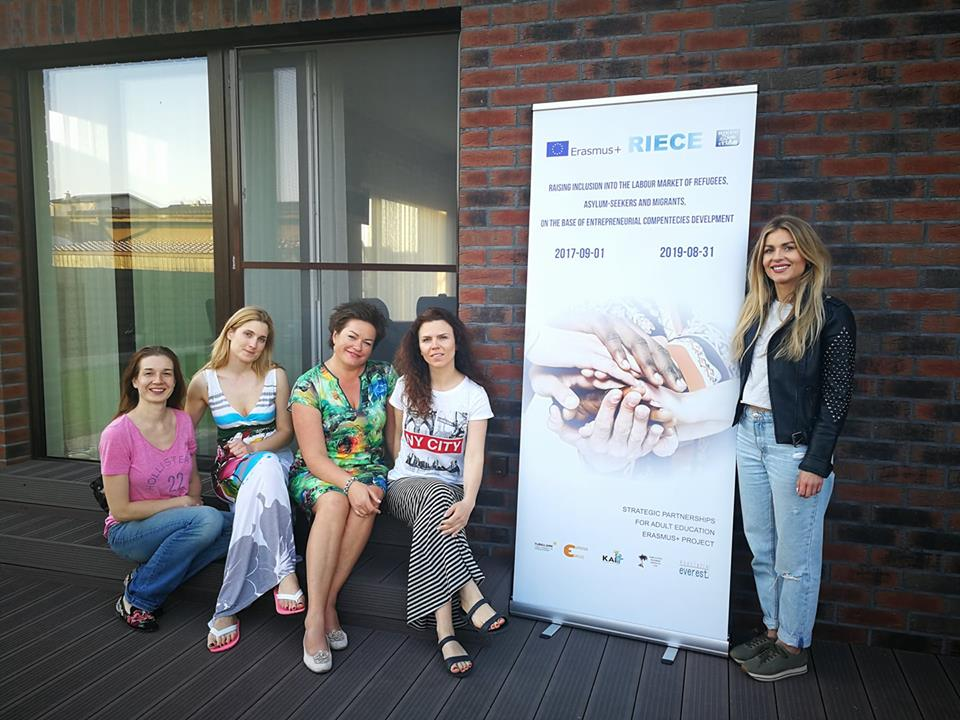 Erasmus+ RIECE
RAISING INCLUSION INTO THE LABOUR MARKET OF REFUGEES,
ASYLUM-SEEKERS AND MIGRANTS,
ON THE BASE OF ENTREPRENEURIAL COMPENTECIES DEVELPMENT
2017-09-01 2019-08-31
STRATEGIC PARTNERSHIPS
FOR ADULT EDUCATION
ERASMUS+ PROJECT
KAI
everest
HOLLISTER
22
NY CITY